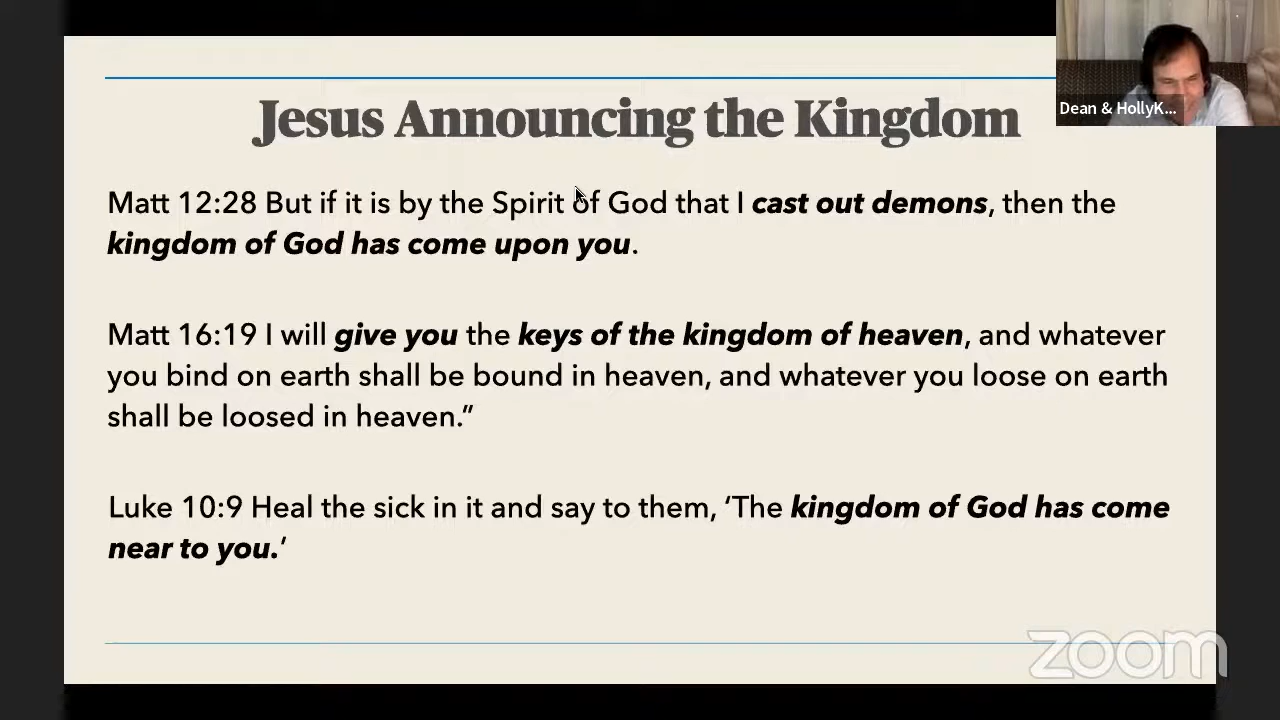 Jesus Announcing the Kingdom
Dean & HollyK...
Matt 12:28 But if it is by the Spirit of God that I cast out demons, then the
kingdom of God has come upon you.
Matt 16:19 I will give you the keys of the kingdom of heaven, and whatever
you bind on earth shall be bound in heaven, and whatever you loose on earth
shall be loosed in heaven.”
Luke 10:9 Heal the sick in it and say to them, ‘The kingdom of God has come
near to you.’
zoom